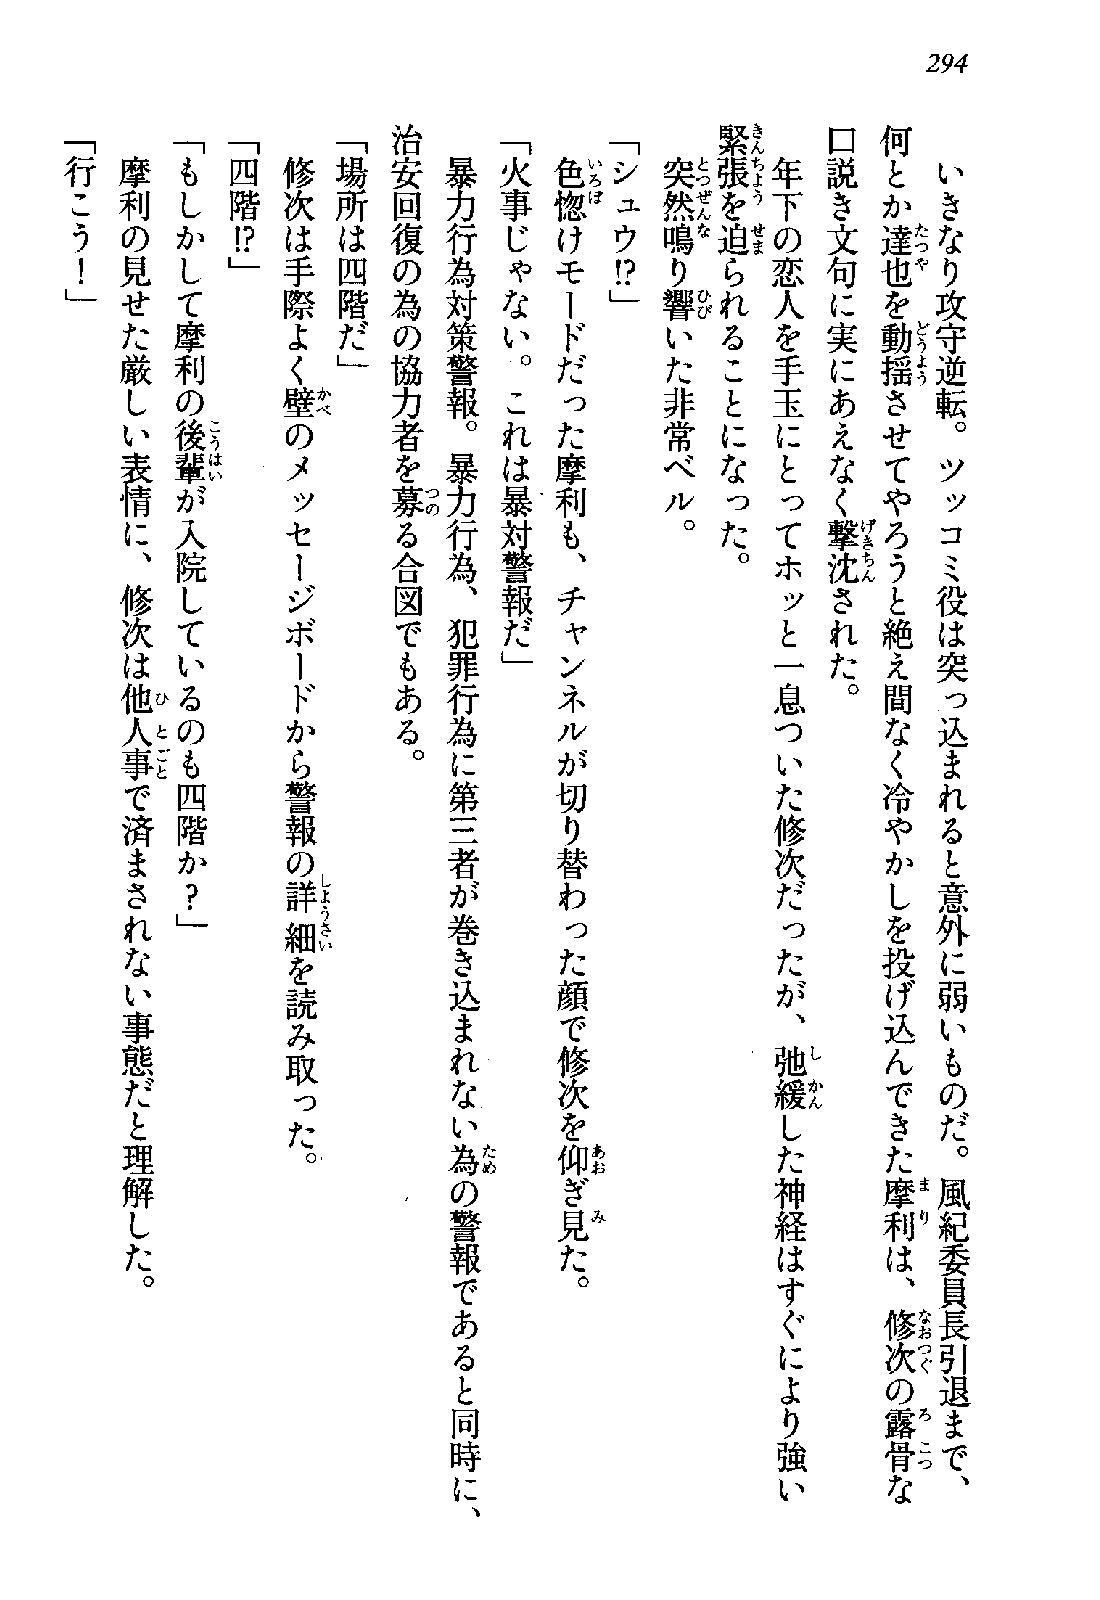 294
いきなり攻守逆転。ツッコミ役は突っ込まれると意外に弱いものだ。風紀委員長引退まで、
何とか達也を動揺させてやろうと絶え間なく冷やかしを投げ込んできた摩利は、修次の露骨な
口説き文句に実にあえなく撃沈された。
年下の恋人を手玉にとってホッと一息ついた修次だったが、弛緩した神経はすぐにより強い
緊張を迫られることになった。
突然鳴り響いた非常ベル。
「シュウ!?」
色惚けモードだった摩利も、チャンネルが切り替わった顔で修次を仰ぎ見た。
「火事じゃない。これは暴対警報だ」
暴力行為対策警報。暴力行為、犯罪行為に第三者が巻き込まれない為の警報であると同時に、
治安回復の為の協力者を募る合図でもある。
「場所は四階だ」
修次は手際よく壁のメッセージボードから警報の詳細を読み取った。
「四階!?」
「もしかして摩利の後輩が入院しているのも四階か?」
摩利の見せた厳しい表情に、修次は他人事で済まされない事態だと理解した。
「行こう!」